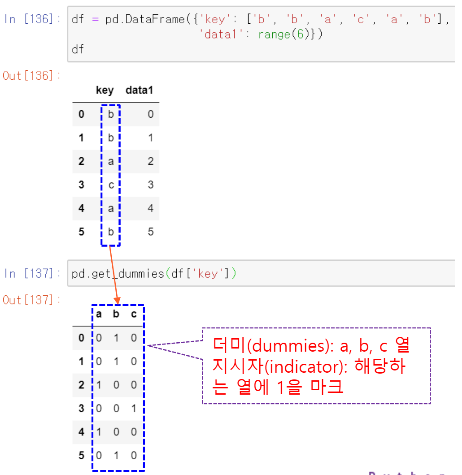 In [136]: df = pd.DataFrame({'key': ['b', 'b', 'a', 'c', 'a', 'b'],
'data1': range(6)})
df
Out[136]:
key data1
0 b 0
1 b 1
2 a 2
3 c 3
4 a 4
5 b 5
In [137]: pd.get_dummies(df['key'])
Out[137]:
a b c
0 0 1 0
1 0 1 0
2 1 0 0
3 0 0 1
4 1 0 0
5 0 1 0
더미(dummies): a, b, c 열
지시자(indicator): 해당하
는 열에 1을 마크